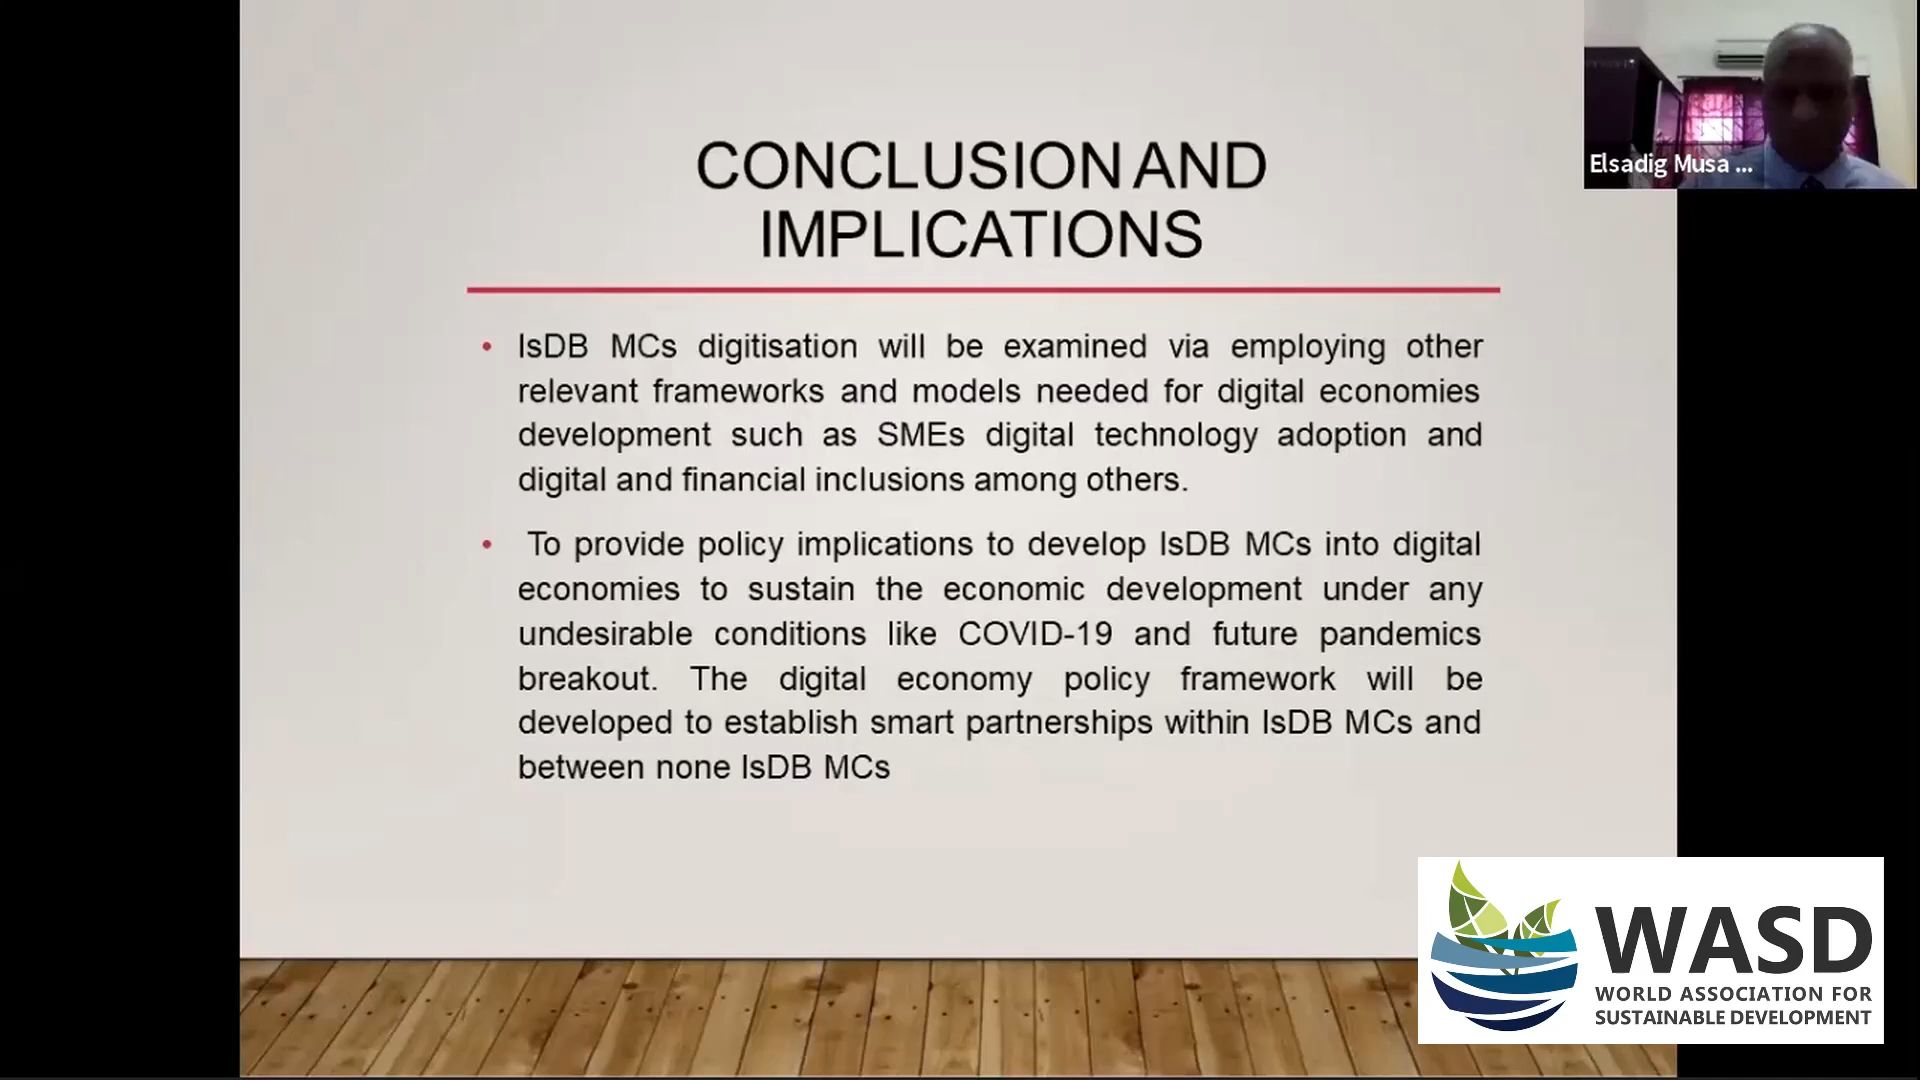 CONCLUSION AND
IMPLICATIONS
Elsadig Musa ...
• IsDB MCs digitisation will be examined via employing other
relevant frameworks and models needed for digital economies
development such as SMEs digital technology adoption and
digital and financial inclusions among others.
• To provide policy implications to develop IsDB MCs into digital
economies to sustain the economic development under any
undesirable conditions like COVID-19 and future pandemics
breakout. The digital economy policy framework will be
developed to establish smart partnerships within IsDB MCs and
between none IsDB MCs
WASD
WORLD ASSOCIATION FOR
SUSTAINABLE DEVELOPMENT